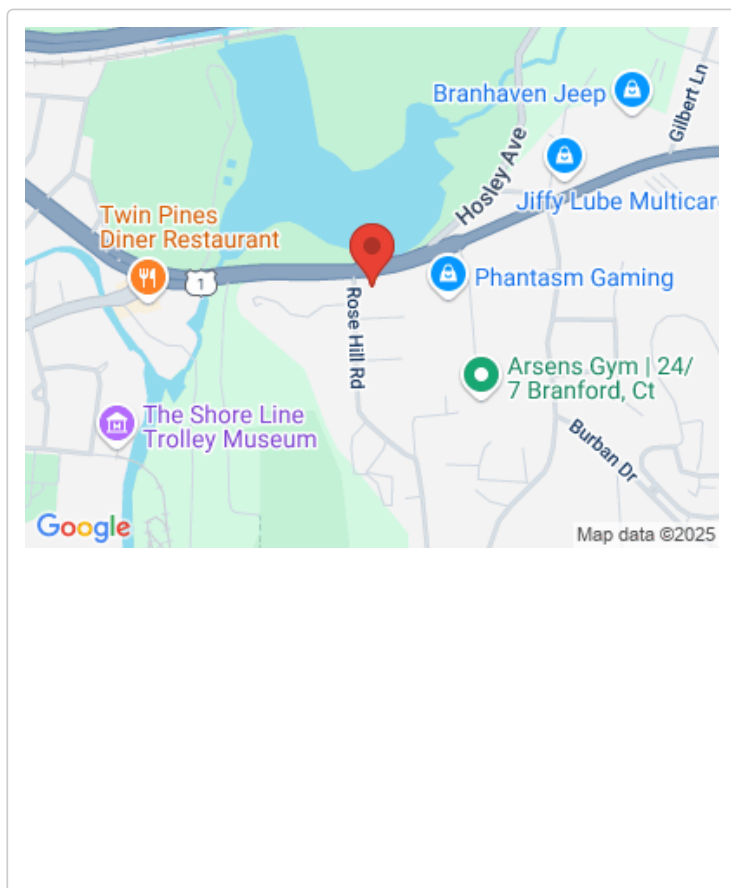 Branhaven Jeep
Gilbert Ln
Hosley Ave
Jiffy Lube Multicar
Twin Pines
Diner Restaurant
1
Phantasm Gaming
Rose Hill Rd
Arsens Gym | 24/
7 Branford, Ct
The Shore Line
Trolley Museum
Burban Dr
Google
Map data ©2025